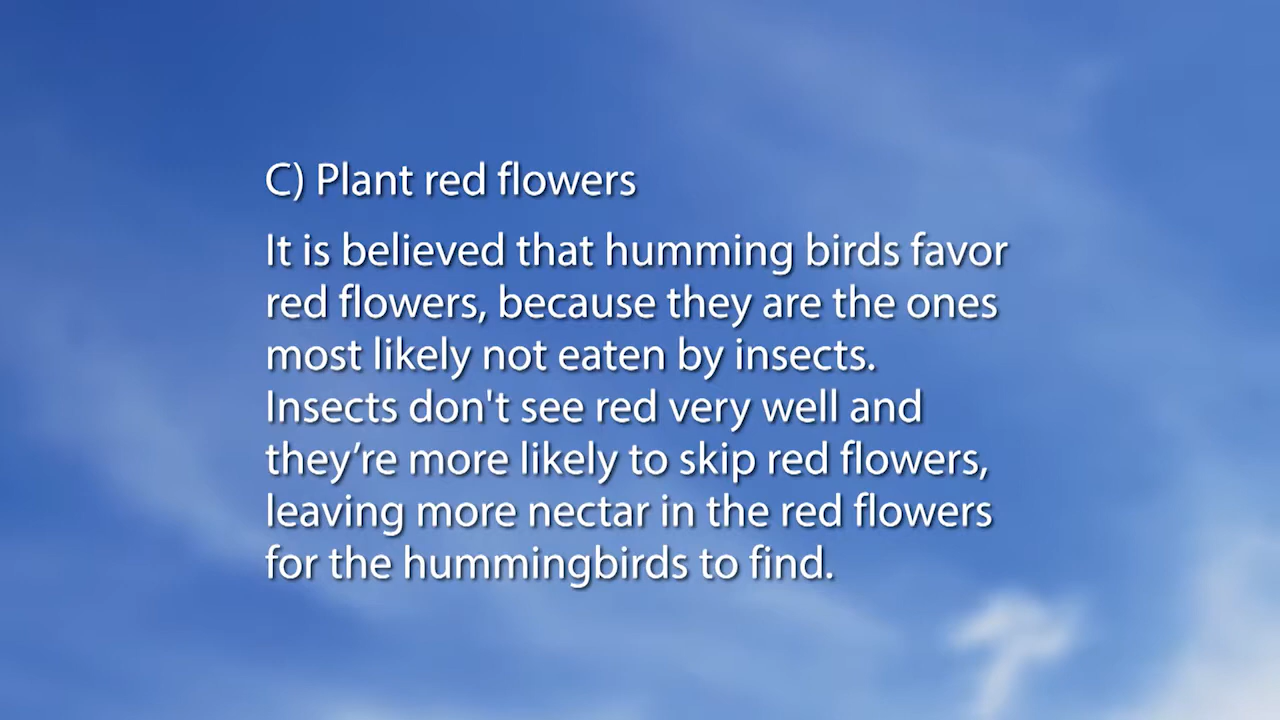 C) Plant red flowers
It is believed that humming birds favor
red flowers, because they are the ones
most likely not eaten by insects.
Insects don't see red very well and
they’re more likely to skip red flowers,
leaving more nectar in the red flowers
for the hummingbirds to find.